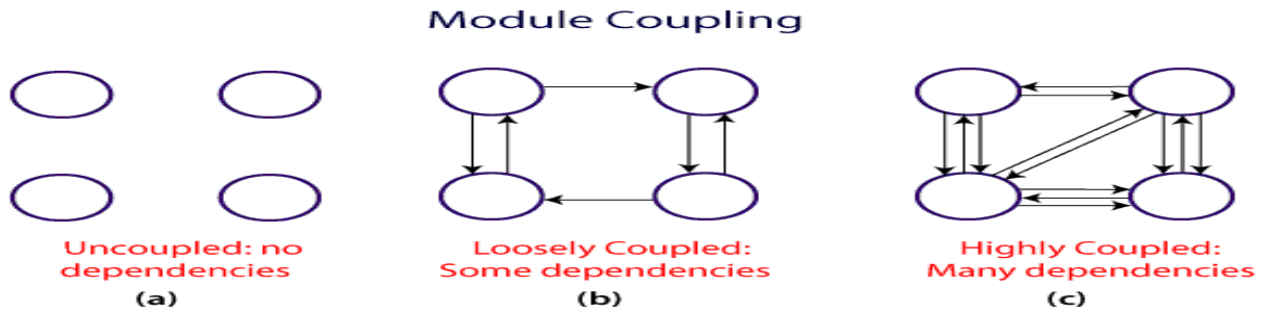 Module Coupling
Uncoupled: no
dependencies
(a)
Loosely Coupled:
Some dependencies
(b)
Highly Coupled:
Many dependencies
(c)